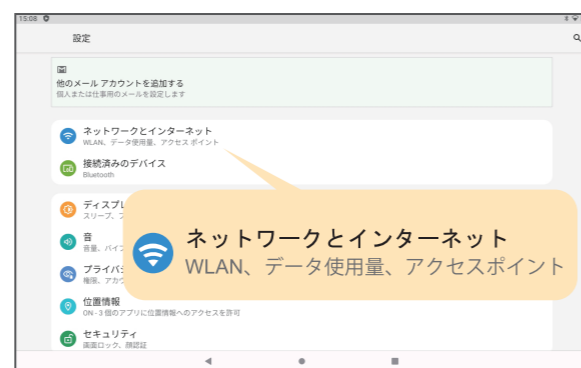 15:08
設定
他のメール アカウントを追加する
個人または仕事用のメールを設定します
ネットワークとインターネット
WLAN、データ使用量、アクセス ポイント
接続済みのデバイス
Bluetooth
ディスプレ
スリープ、フ
ネットワークとインターネット
WLAN、データ使用量、アクセスポイント
音
音量、バイブ
プライバシ
権限、アカウ
位置情報
ON - 3 個のアプリに位置情報へのアクセスを許可
セキュリティ
画面ロック、顔認証